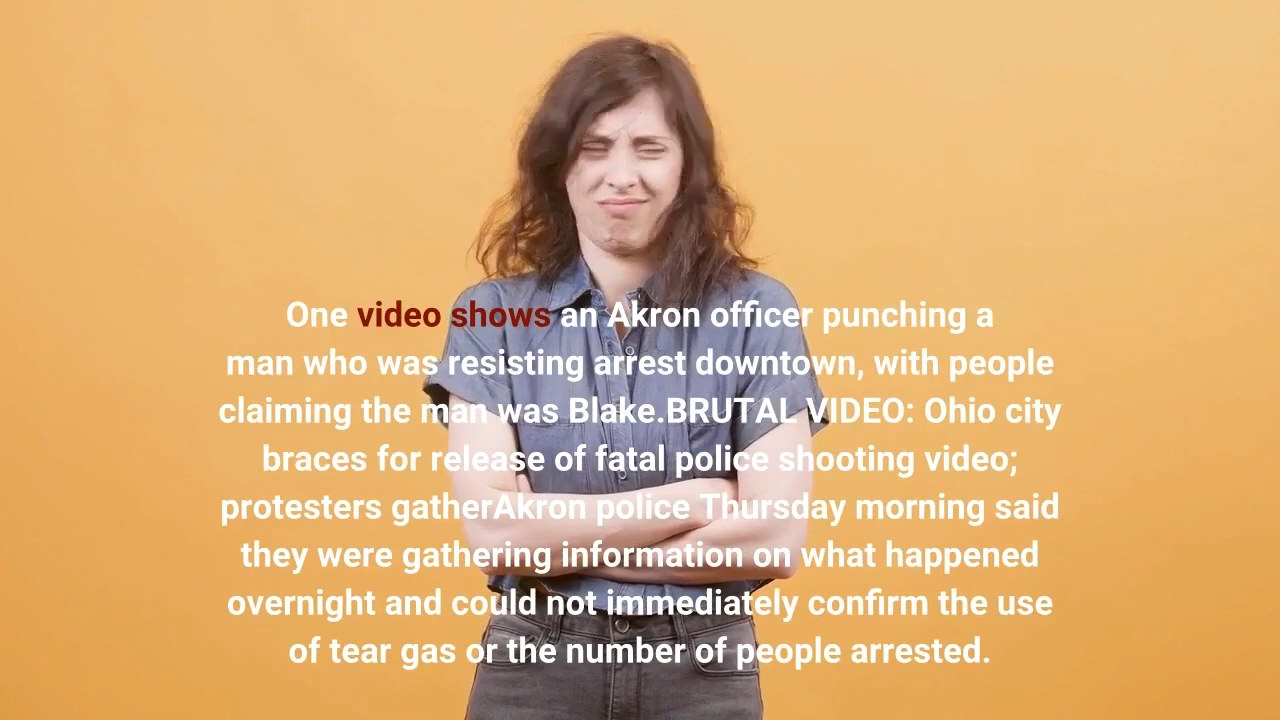 One video shows an Akron officer punching a
man who was resisting arrest downtown, with people
claiming the man was Blake.BRUTAL VIDEO: Ohio city
braces for release of fatal police shooting video;
protesters gatherAkron police Thursday morning said
they were gathering information on what happened
overnight and could not immediately confirm the use
of tear gas or the number of people arrested.